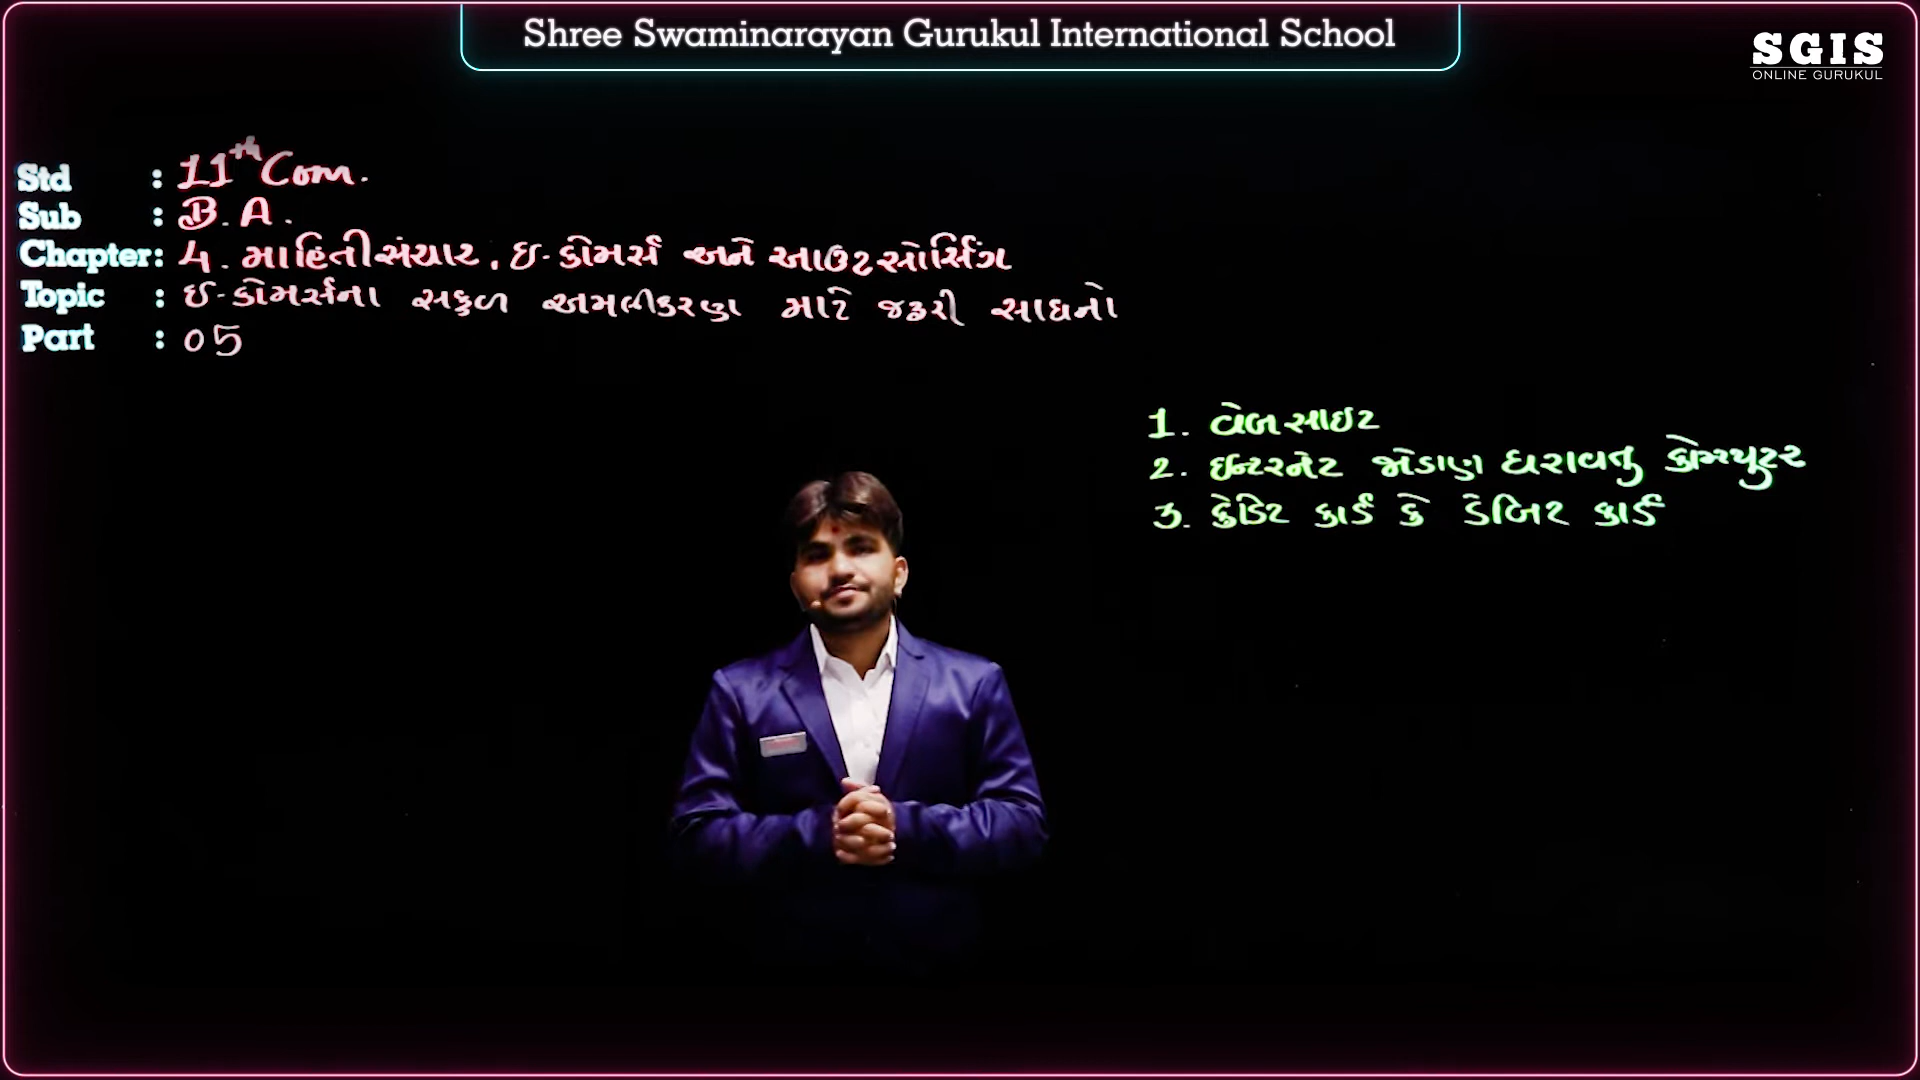 Shree Swaminarayan Gurukul International School
SGIS
ONLINE GURUKUL
Std : 11th Com.
Sub : B.A.
Chapter: 4. માહિતીસંચાર, ઇ-કોમર્સ અને આઉટસોર્સિંગ
Topic : ઈ-કોમર્સના સફળ અમલીકરણ માટે જરૂરી સાધનો
Part : 05
1. વેબસાઇટ
2. ઇન્ટરનેટ જોડાણ ધરાવતુ કોમ્પ્યુટર
3. ક્રેડિટ કાર્ડ કે ડેબિટ કાર્ડ